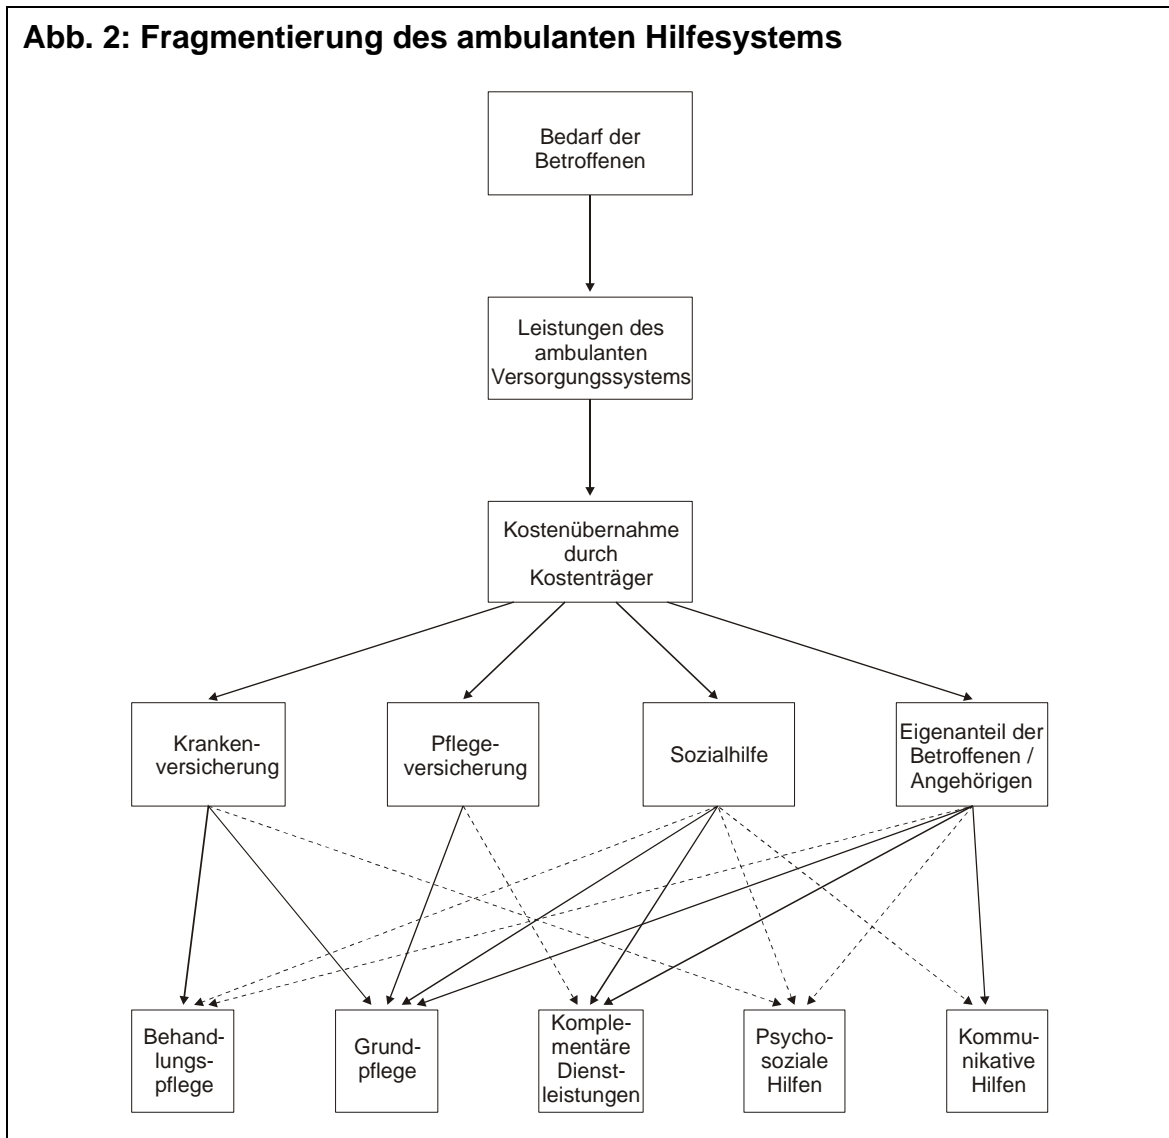 Abb. 2: Fragmentierung des ambulanten Hilfesystems
Bedarf der
Betroffenen
Leistungen des
ambulanten
Versorgungssystems
Kostenübernahme
durch
Kostenträger
Kranken-
versicherung
Pflege-
versicherung
Sozialhilfe
Eigenanteil der
Betroffenen /
Angehörigen
Behand-
lungs-
pflege
Grund-
pflege
Komple-
mentäre
Dienst-
leistungen
Psycho-
soziale
Hilfen
Kommu-
nikative
Hilfen